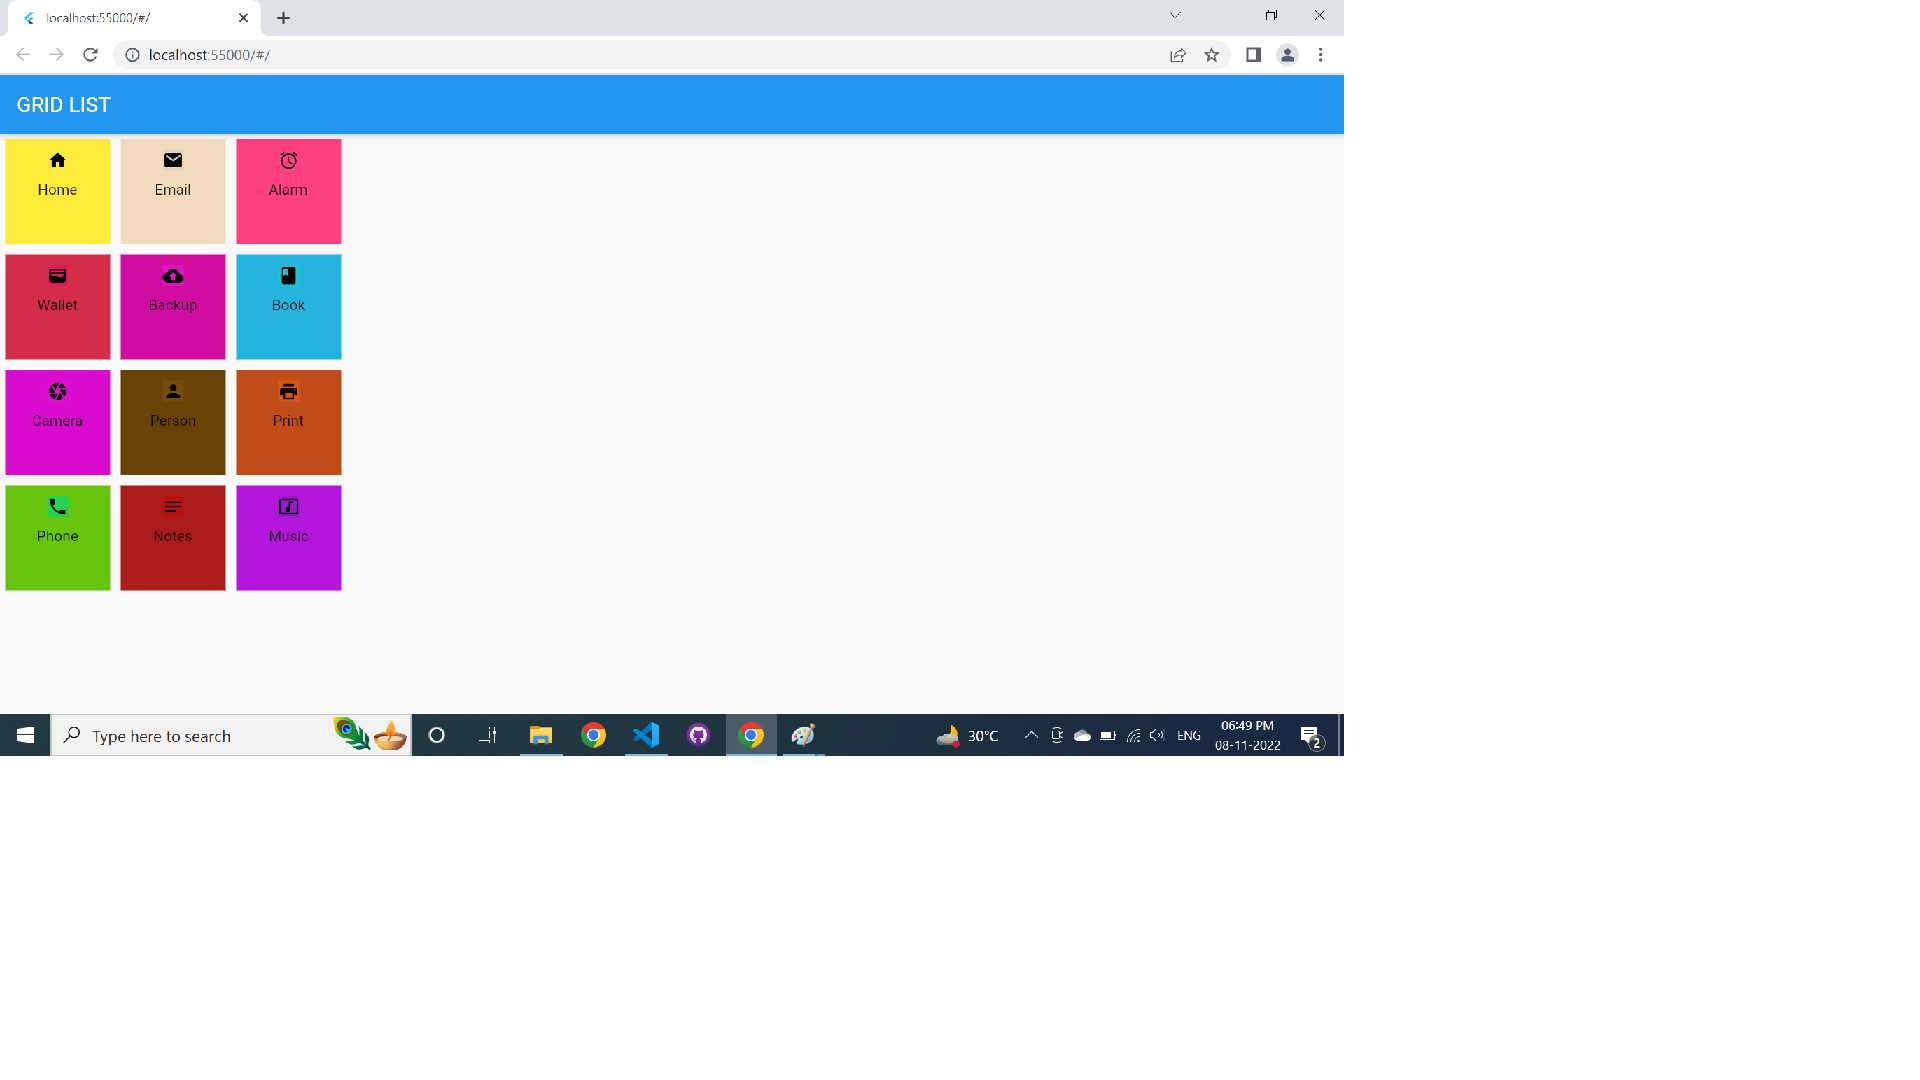 localhost:55000/#/
localhost:55000/#/
GRID LIST
Home Email Alarm
Wallet Backup Book
Camera Person Print
Phone Notes Music
Type here to search
30°C
ENG
06:49 PM
08-11-2022
2